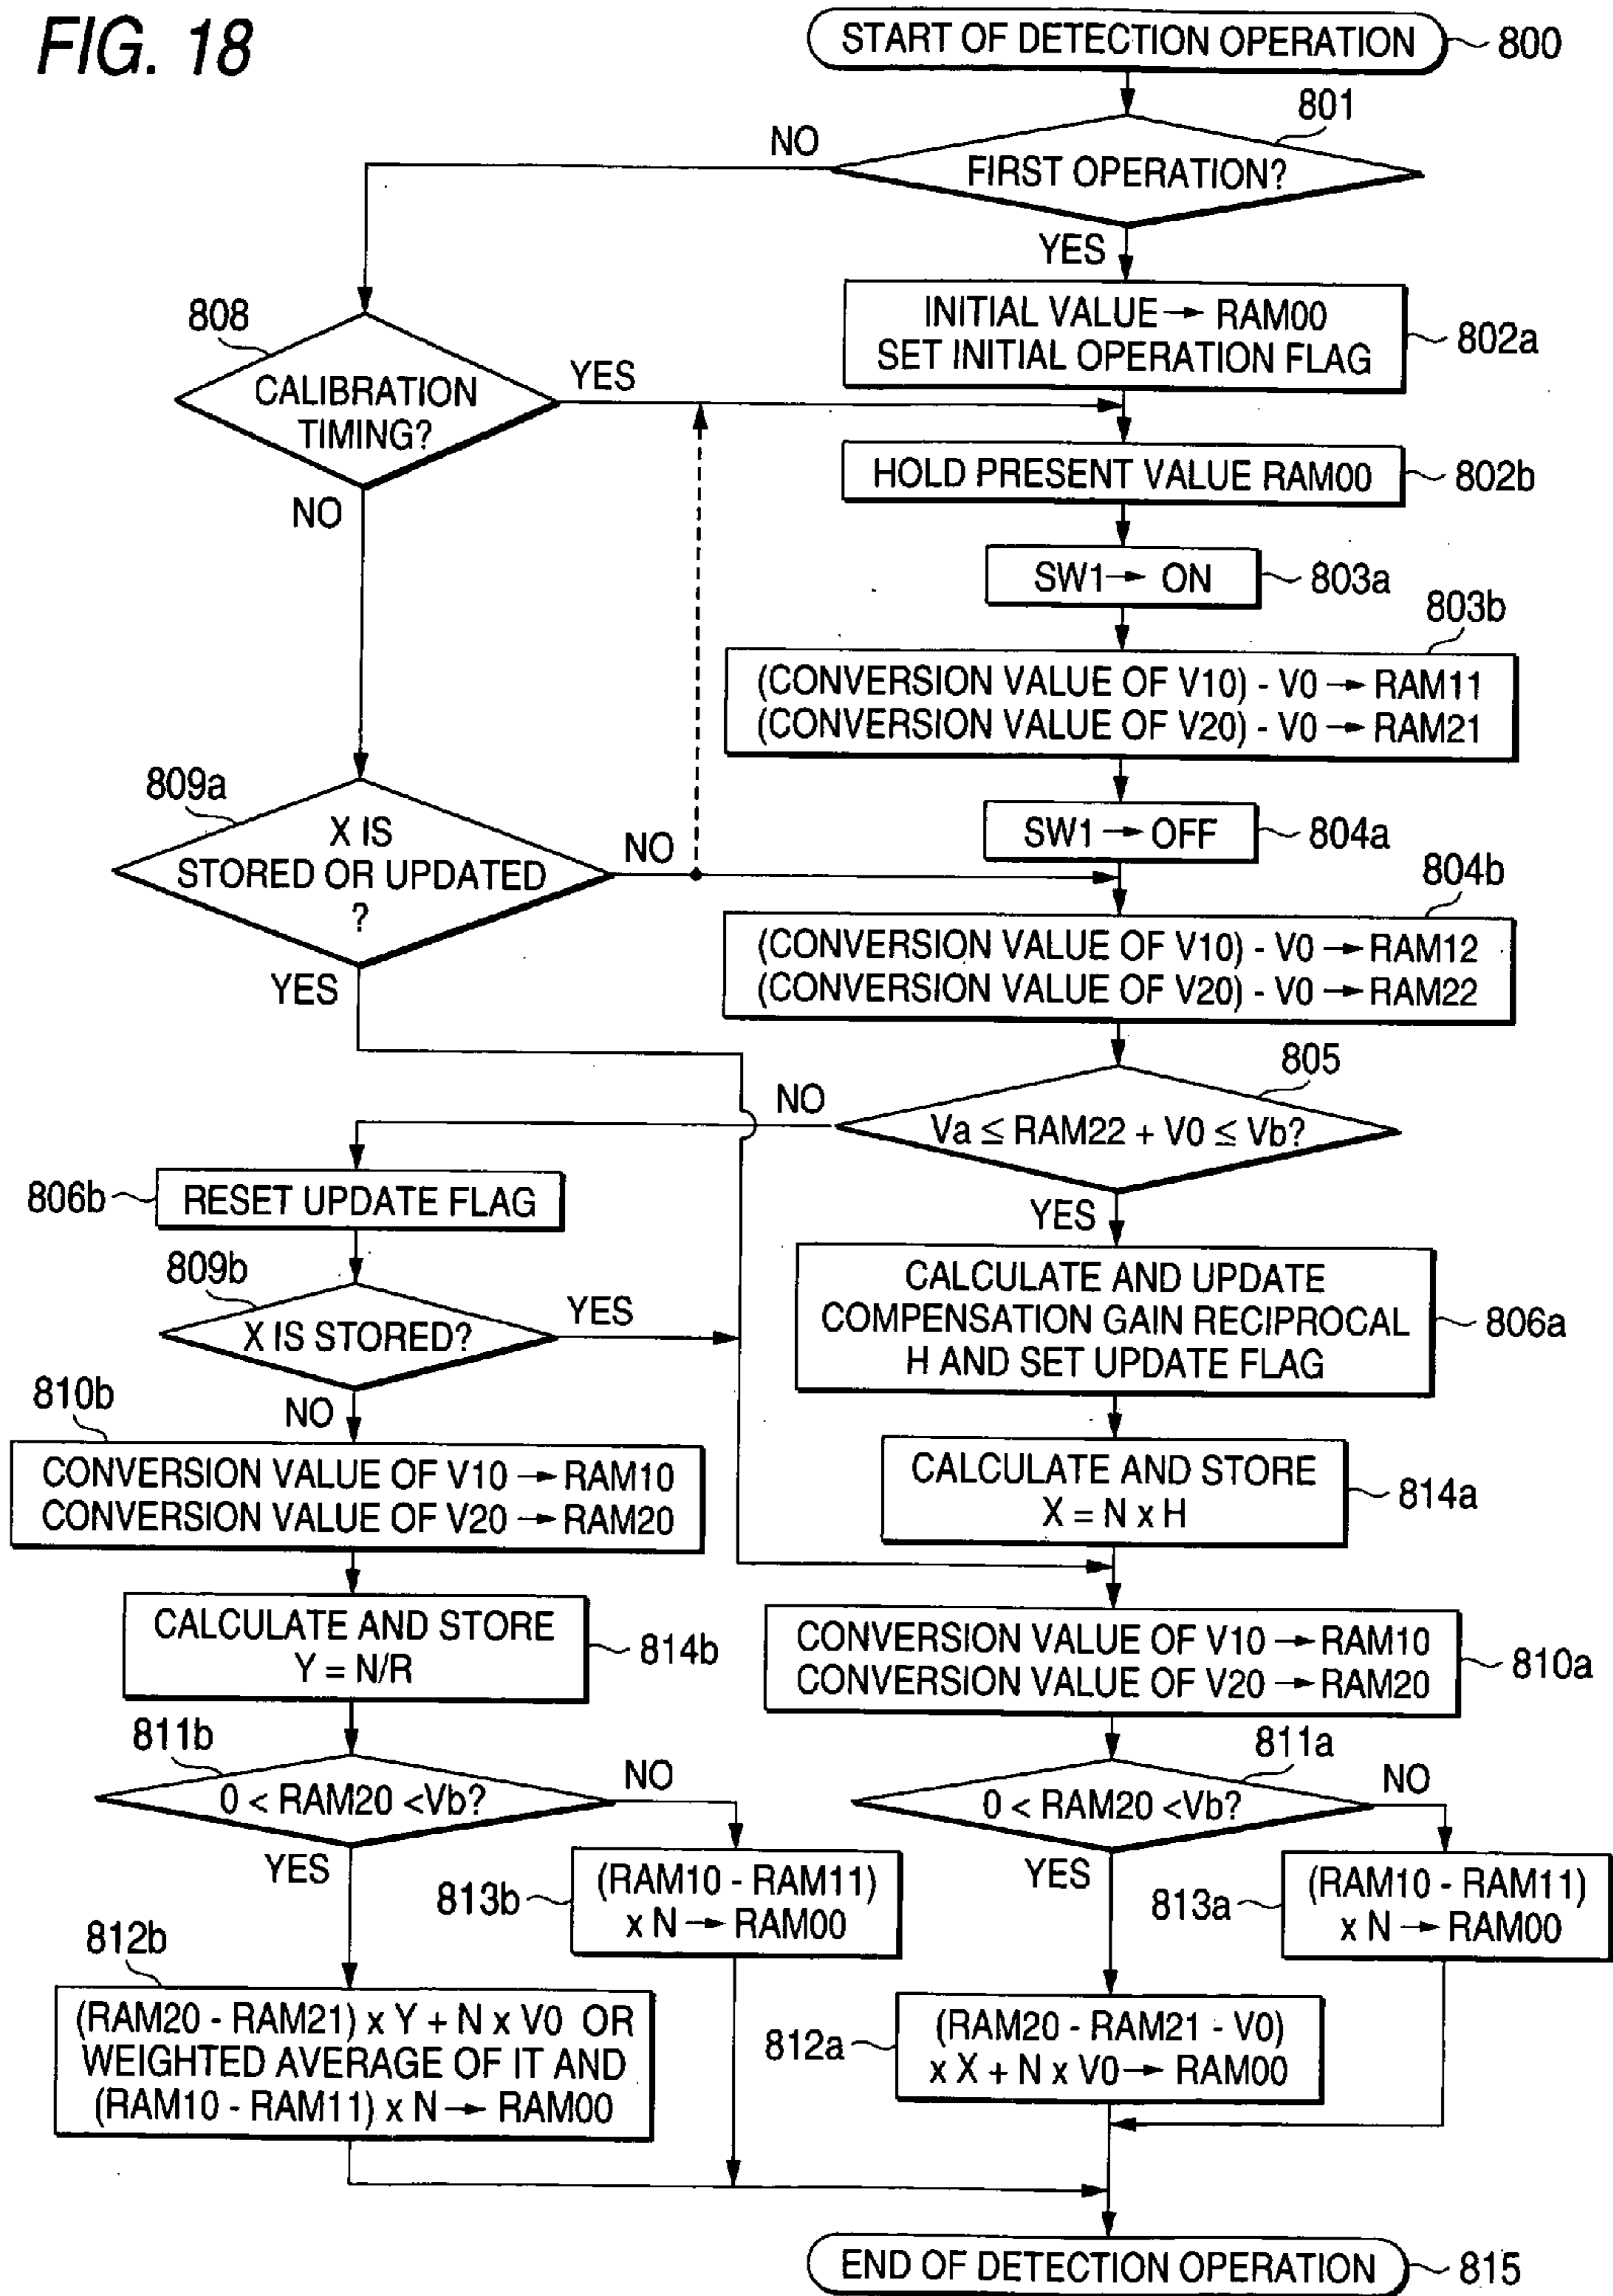 FIG. 18
START OF DETECTION OPERATION
800
801
NO
FIRST OPERATION?
YES
INITIAL VALUE → RAM00
SET INITIAL OPERATION FLAG
802a
808
CALIBRATION
TIMING?
YES
NO
HOLD PRESENT VALUE RAM00
802b
SW1 → ON
803a
803b
(CONVERSION VALUE OF V10) - V0 → RAM11
(CONVERSION VALUE OF V20) - V0 → RAM21
809a
X IS
STORED OR UPDATED
?
NO
YES
SW1 → OFF
804a
804b
(CONVERSION VALUE OF V10) - V0 → RAM12
(CONVERSION VALUE OF V20) - V0 → RAM22
805
NO
Va ≤ RAM22 + V0 ≤ Vb?
YES
806b
RESET UPDATE FLAG
809b
X IS STORED?
YES
NO
CALCULATE AND UPDATE
COMPENSATION GAIN RECIPROCAL
H AND SET UPDATE FLAG
806a
810b
CONVERSION VALUE OF V10 → RAM10
CONVERSION VALUE OF V20 → RAM20
CALCULATE AND STORE
X = N x H
814a
CALCULATE AND STORE
Y = N/R
814b
CONVERSION VALUE OF V10 → RAM10
CONVERSION VALUE OF V20 → RAM20
810a
811b
0 < RAM20 <Vb?
NO
YES
811a
0 < RAM20 <Vb?
NO
YES
813b
(RAM10 - RAM11)
x N → RAM00
813a
(RAM10 - RAM11)
x N → RAM00
812b
(RAM20 - RAM21) x Y + N x V0 OR
WEIGHTED AVERAGE OF IT AND
(RAM10 - RAM11) x N → RAM00
812a
(RAM20 - RAM21 - V0)
x X + N x V0 → RAM00
END OF DETECTION OPERATION
815